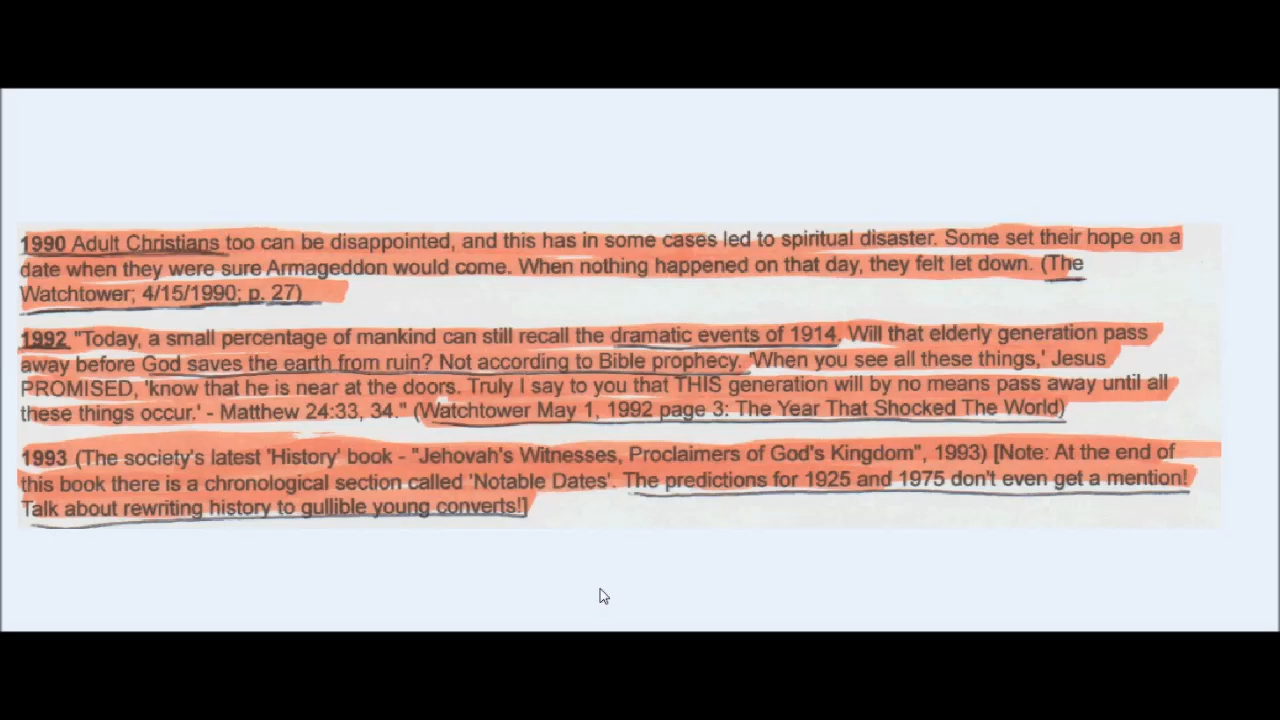 1990 Adult Christians too can be disappointed, and this has in some cases led to spiritual disaster. Some set their hope on a
date when they were sure Armageddon would come. When nothing happened on that day, they felt let down. (The
Watchtower; 4/15/1990; p. 27)
1992 "Today, a small percentage of mankind can still recall the dramatic events of 1914. Will that elderly generation pass
away before God saves the earth from ruin? Not according to Bible prophecy. 'When you see all these things,' Jesus
PROMISED, 'know that he is near at the doors. Truly I say to you that THIS generation will by no means pass away until all
these things occur.' - Matthew 24:33, 34." (Watchtower May 1, 1992 page 3: The Year That Shocked The World)
1993 (The society's latest 'History' book - "Jehovah's Witnesses, Proclaimers of God's Kingdom", 1993) [Note: At the end of
this book there is a chronological section called 'Notable Dates'. The predictions for 1925 and 1975 don't even get a mention!
Talk about rewriting history to gullible young converts!]